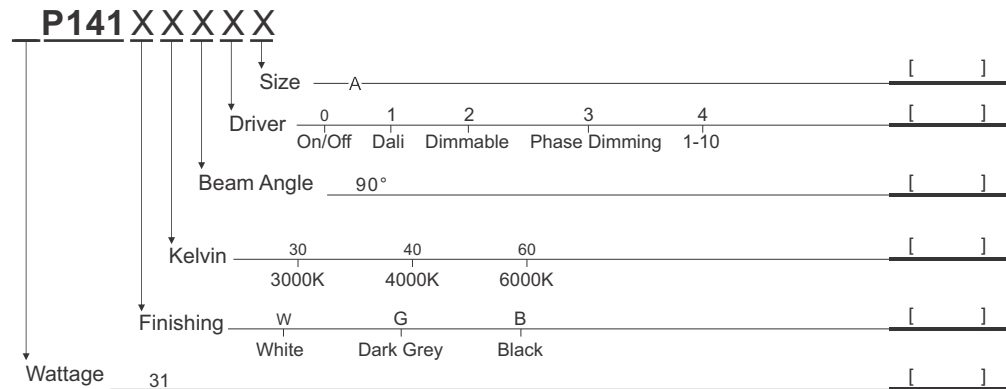 _P141XXXXX
Size A [ ]
0 1 2 3 4 [ ]
Driver
On/Off Dali Dimmable Phase Dimming 1-10
Beam Angle 90° [ ]
30 40 60 [ ]
Kelvin
3000K 4000K 6000K
Finishing W G B [ ]
White Dark Grey Black
Wattage 31 [ ]